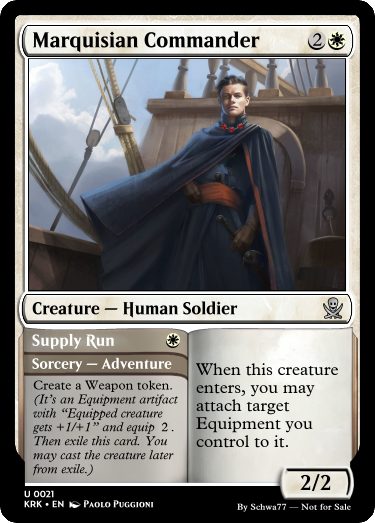 Marquisian Commander 2
Creature — Human Soldier
Supply Run
Sorcery — Adventure
Create a Weapon token.
(It's an Equipment artifact
with “Equipped creature
gets +1/+1” and equip 2.
Then exile this card. You
may cast the creature later
from exile.)
When this creature
enters, you may
attach target
Equipment you
control to it.
2/2
U 0021
KRK • EN Paolo Puggioni
By Schwa77 — Not for Sale